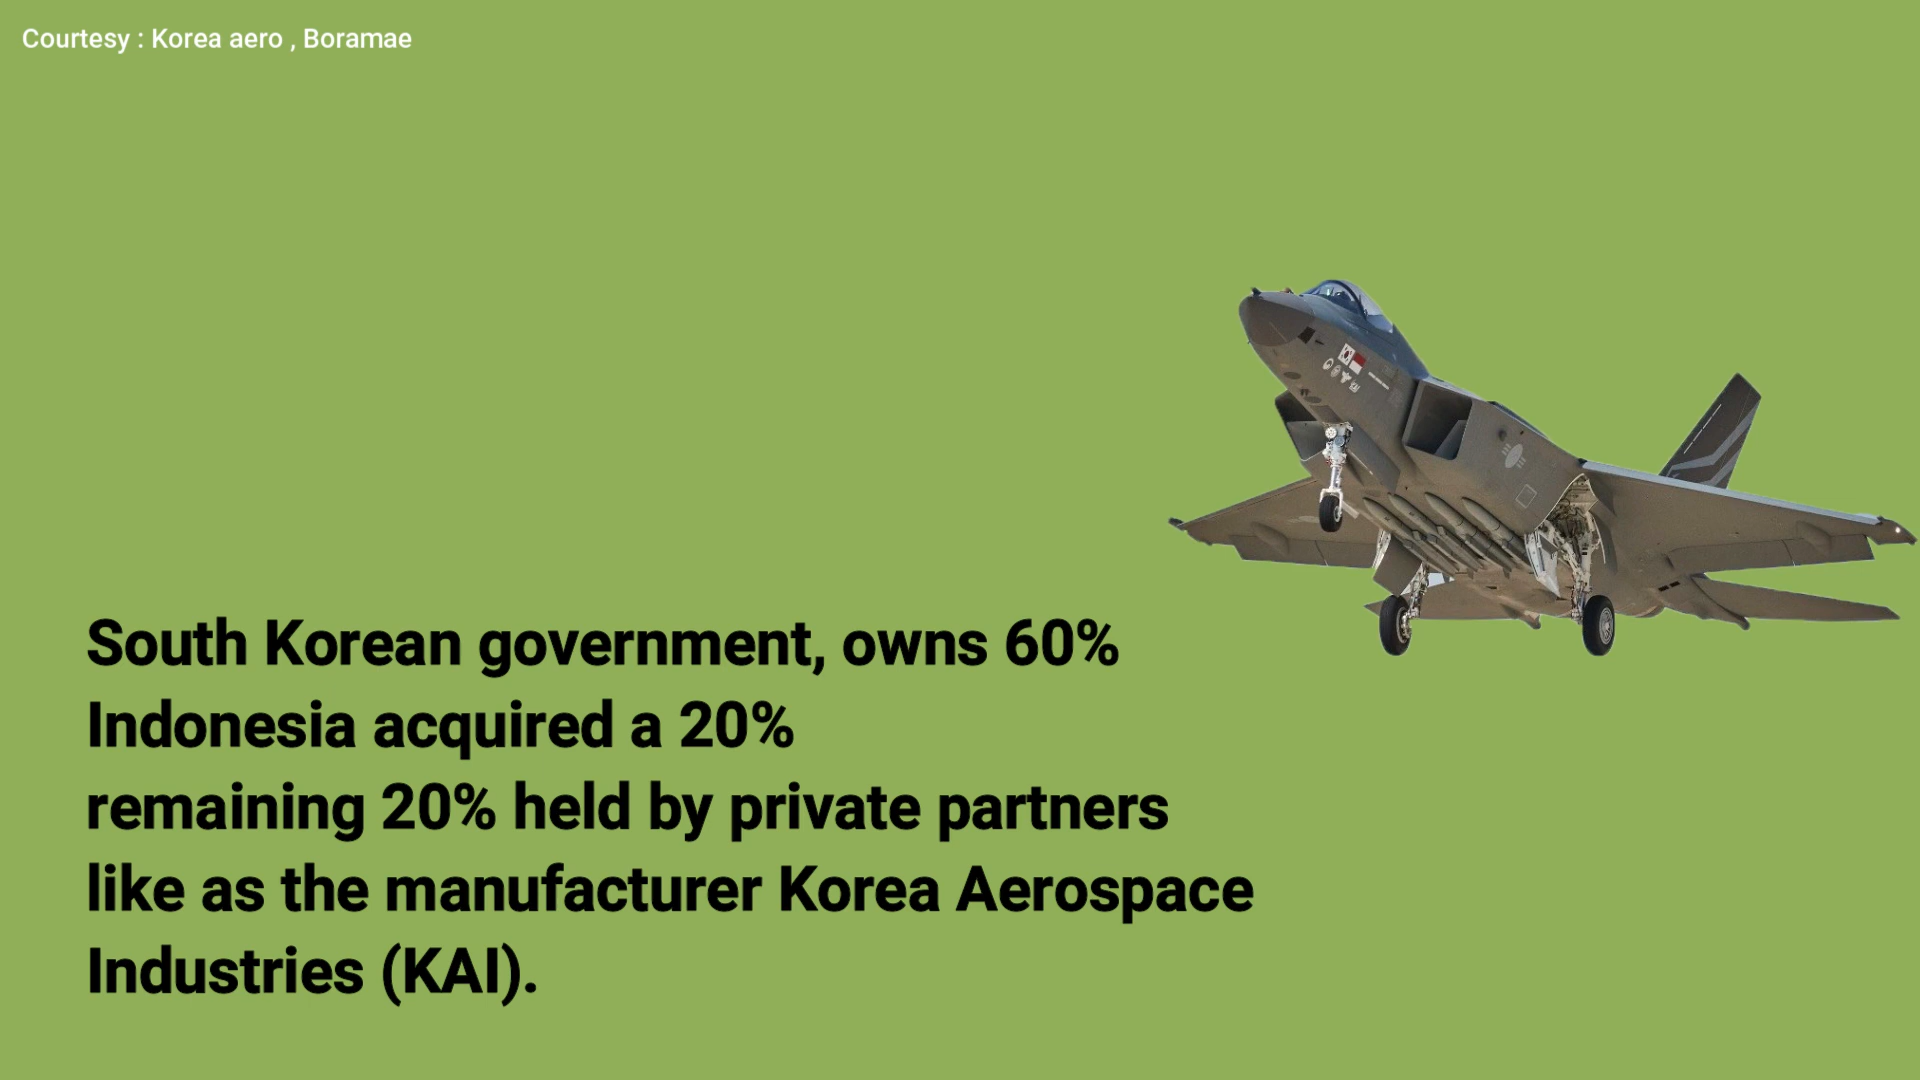 Courtesy : Korea aero , Boramae
South Korean government, owns 60%
Indonesia acquired a 20%
remaining 20% held by private partners
like as the manufacturer Korea Aerospace
Industries (KAI).